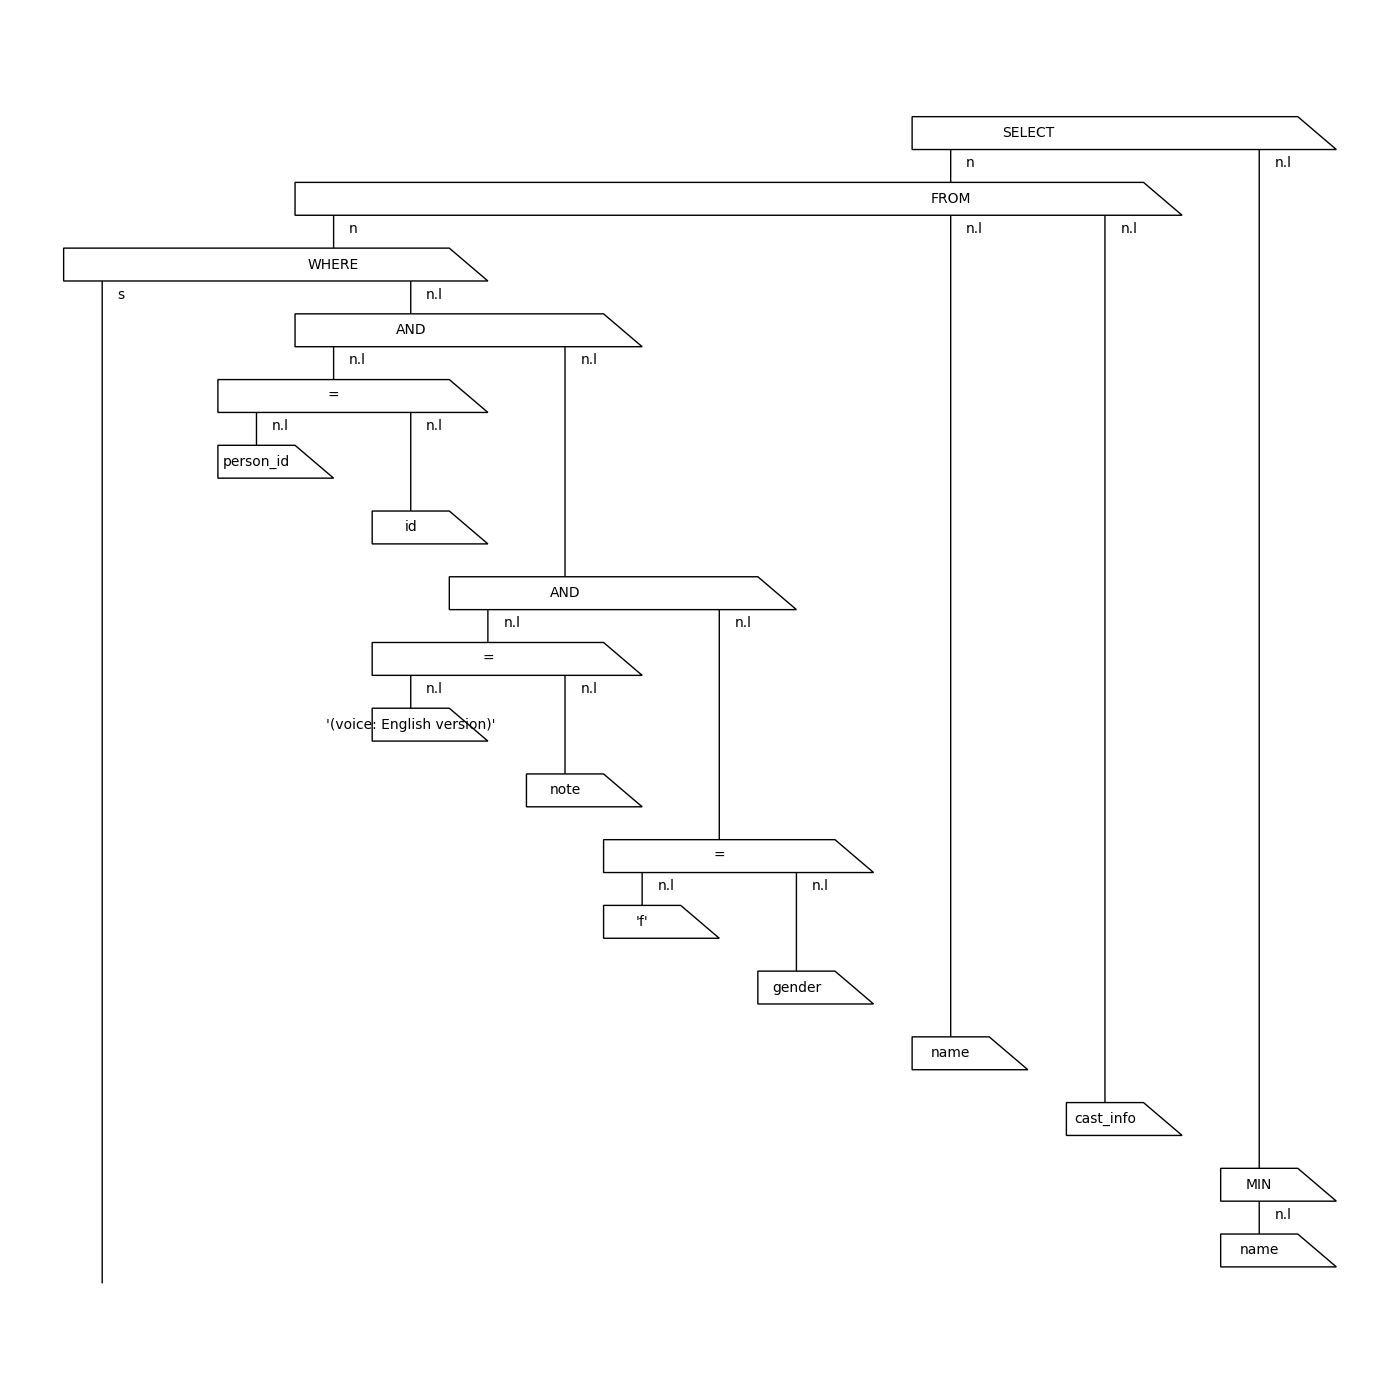 SELECT
n n.l
FROM
n n.l n.l
WHERE
s n.l
AND
n.l n.l
=
n.l n.l
person_id
id
AND
n.l n.l
=
n.l n.l
'(voice: English version)'
note
=
n.l n.l
'f'
gender
name
cast_info
MIN
n.l
name